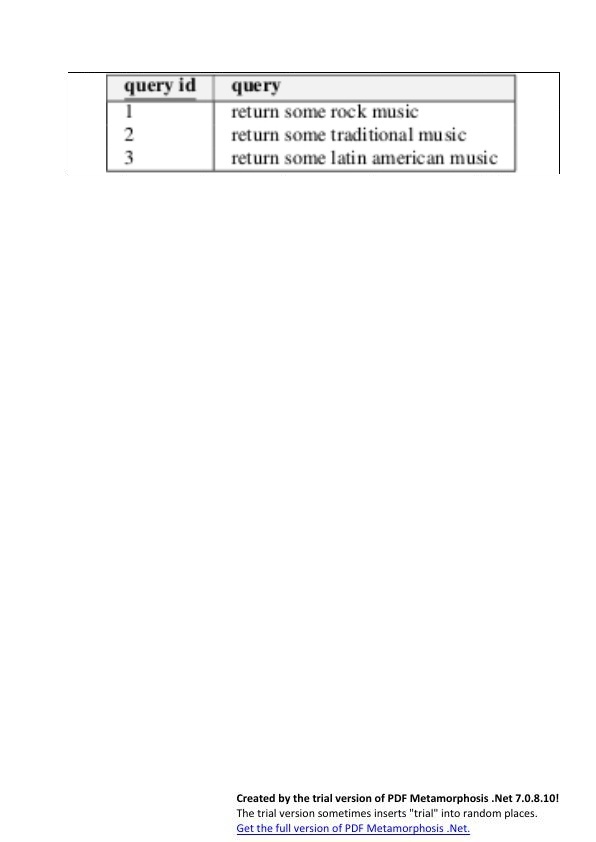 query id query
1 return some rock music
2 return some traditional music
3 return some latin american music
Created by the trial version of PDF Metamorphosis .Net 7.0.8.10!
The trial version sometimes inserts "trial" into random places.
Get the full version of PDF Metamorphosis .Net.